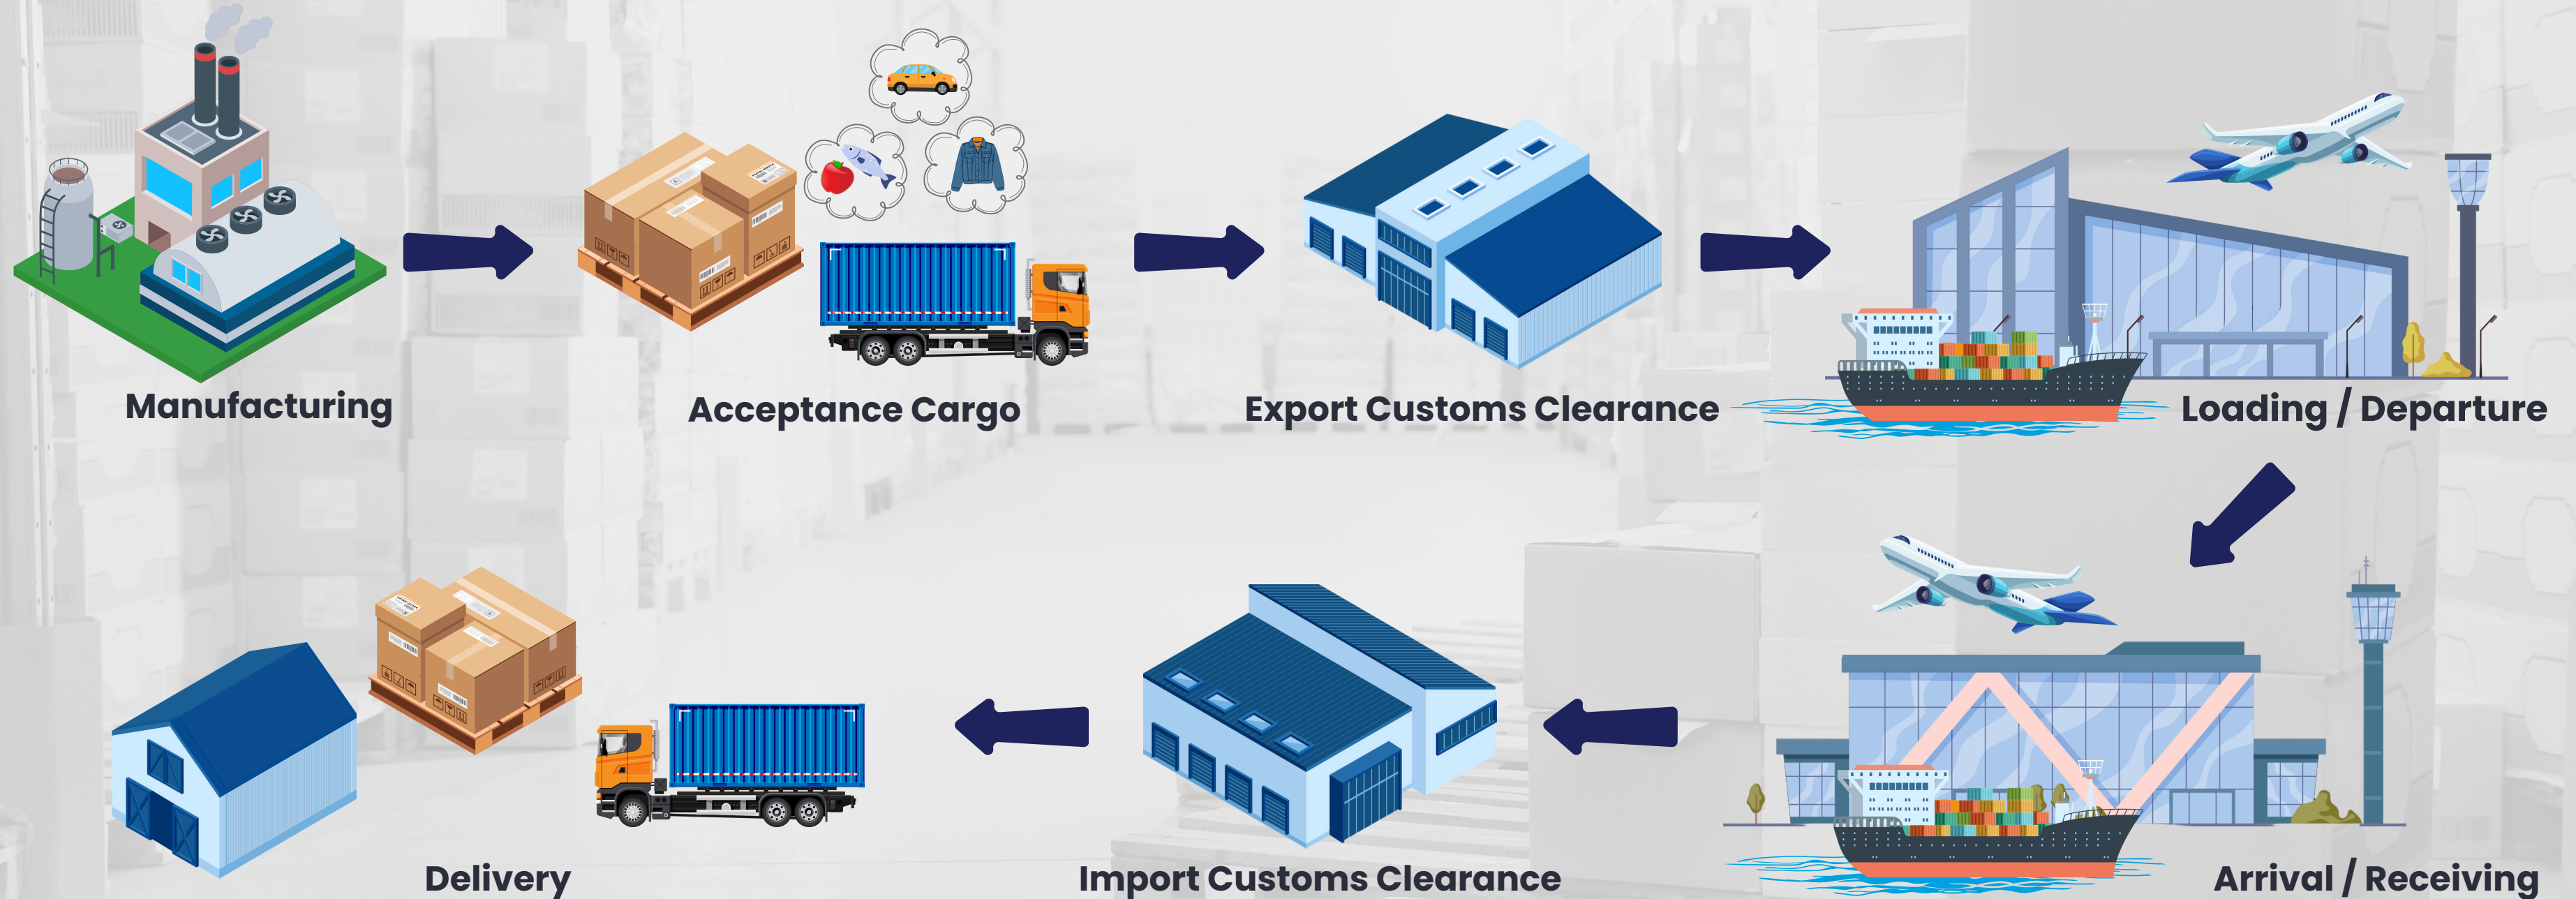 Manufacturing
Acceptance Cargo
Export Customs Clearance
Loading / Departure
Arrival / Receiving
Import Customs Clearance
Delivery